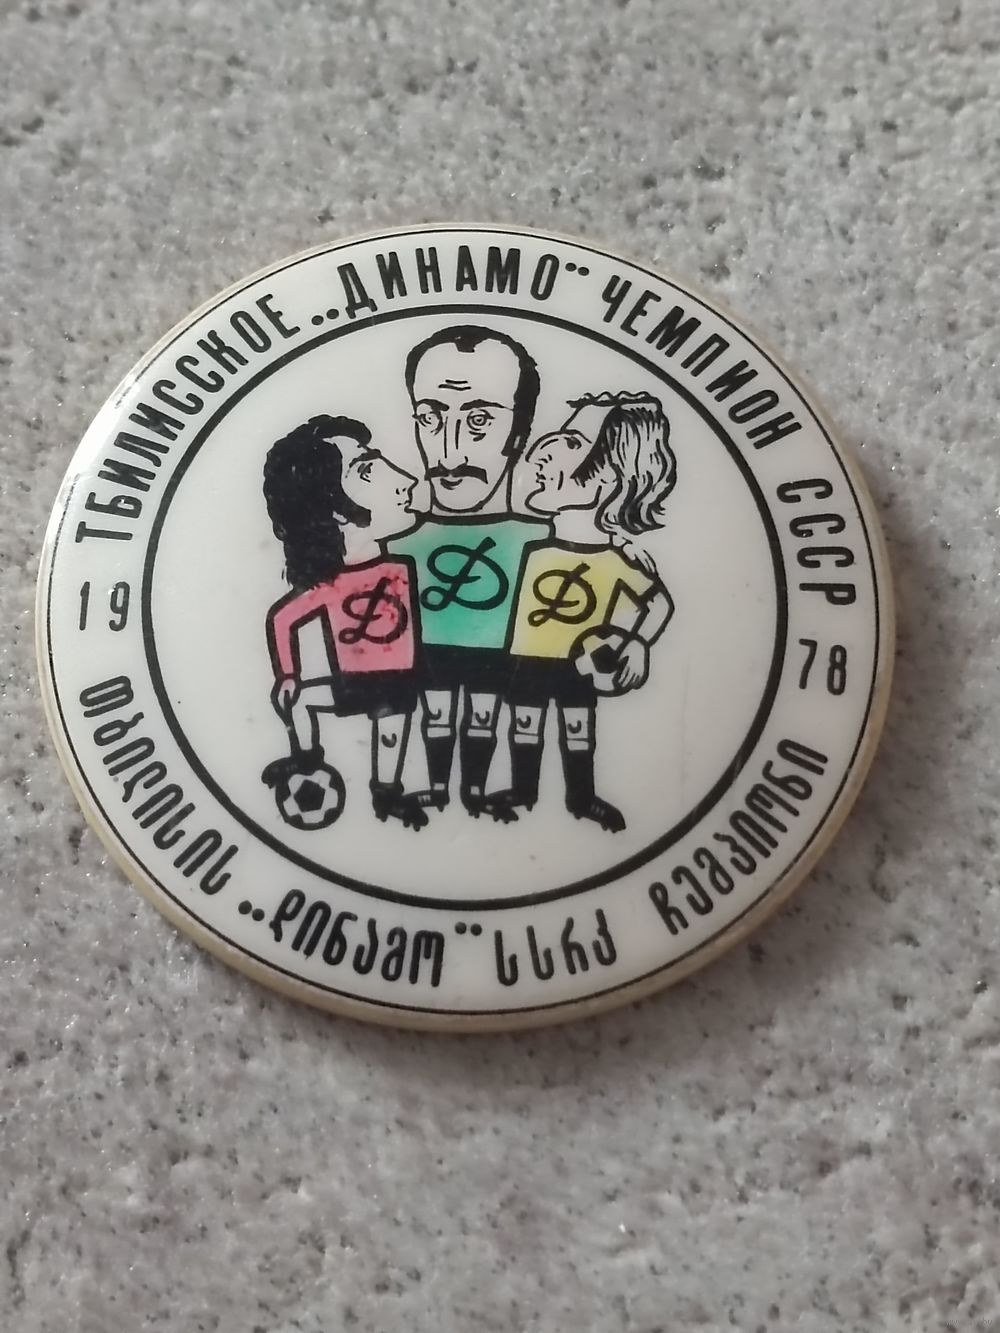 ТБИЛИССКОЕ „ДИНАМО” ЧЕМПИОН СССР
19 78
თბილისის „დინამო” სსრკ ჩემპიონი
Д
Д
Д